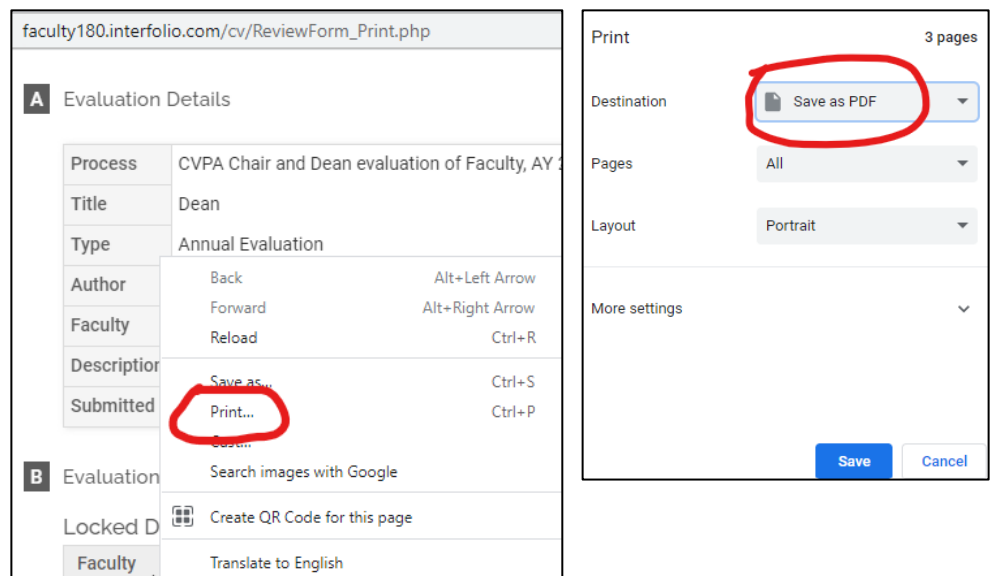 faculty180.interfolio.com/cv/ReviewForm_Print.php
A Evaluation Details
Process CVPA Chair and Dean evaluation of Faculty, AY
Title Dean
Type Annual Evaluation
Author
Faculty
Description
Submitted
Back Alt+Left Arrow
Forward Alt+Right Arrow
Reload Ctrl+R
Save as... Ctrl+S
Print... Ctrl+P
Cast...
Search images with Google
Create QR Code for this page
Translate to English
B Evaluation
Locked D
Faculty
Print 3 pages
Destination Save as PDF
Pages All
Layout Portrait
More settings
Save Cancel